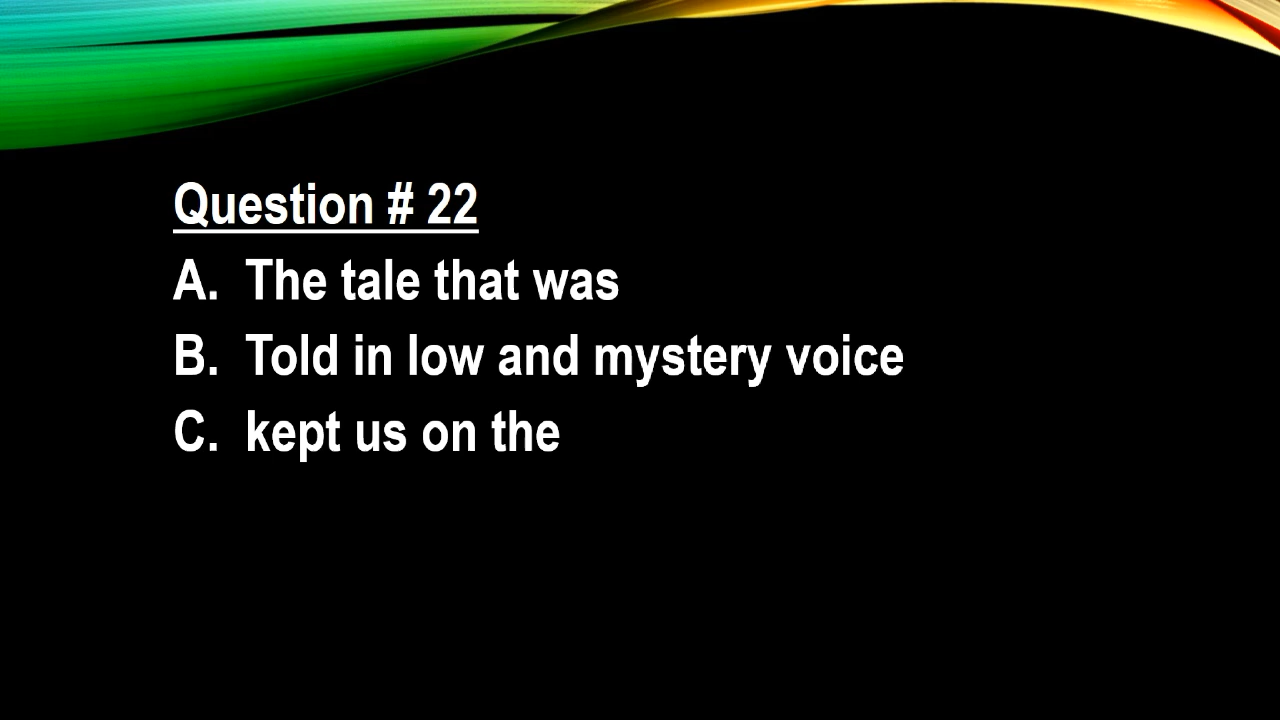 Question # 22
A. The tale that was
B. Told in low and mystery voice
C. kept us on the